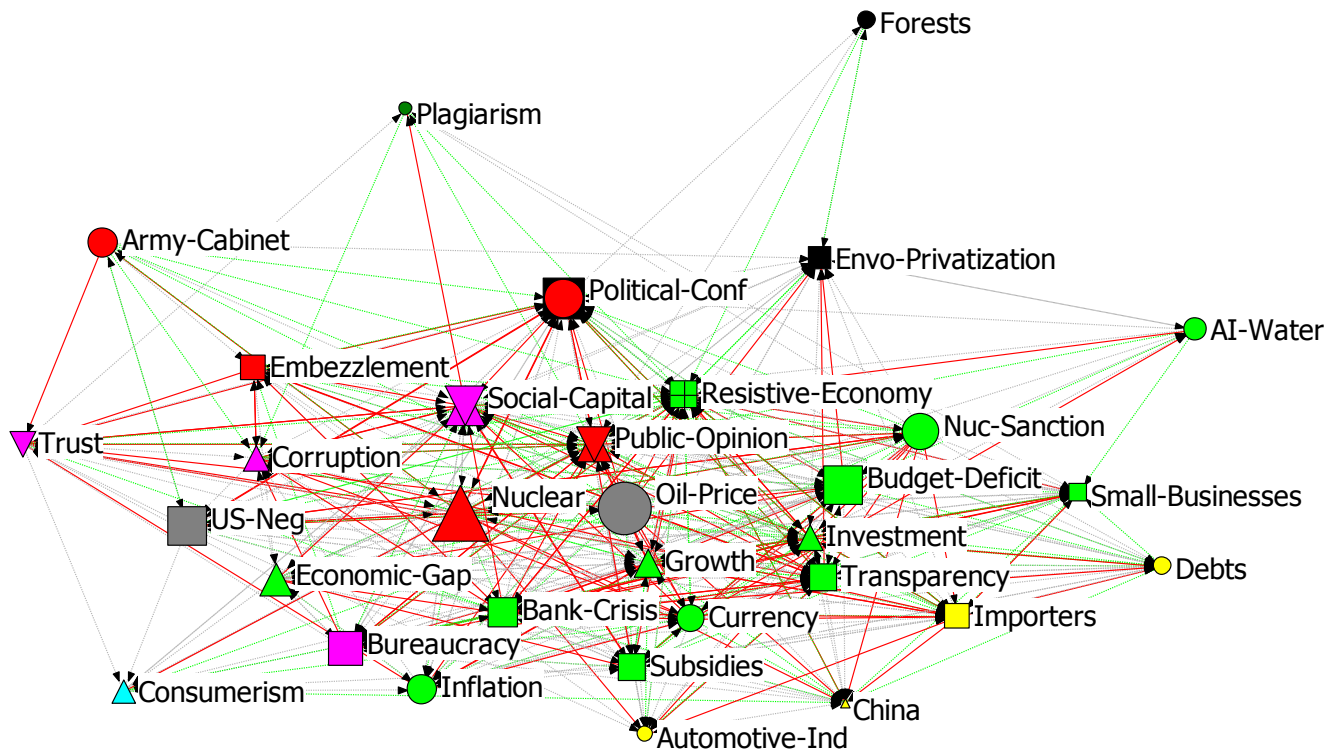 Forests
Plagiarism
Army-Cabinet
Envo-Privatization
Political-Conf
AI-Water
Embezzlement
Social-Capital
Resistive-Economy
Nuc-Sanction
Public-Opinion
Trust
Corruption
Budget-Deficit
Nuclear
Oil-Price
Small-Businesses
US-Neg
Investment
Growth
Economic-Gap
Transparency
Debts
Bank-Crisis
Currency
Importers
Bureaucracy
Subsidies
Consumerism
Inflation
China
Automotive-Ind